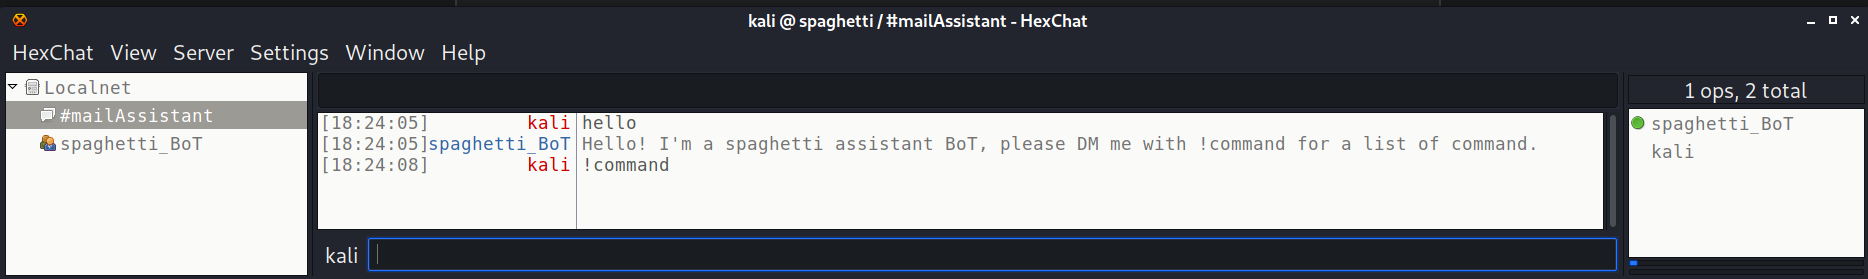 kali @ spaghetti / #mailAssistant - HexChat
HexChat View Server Settings Window Help
Localnet
#mailAssistant
spaghetti_BoT
[18:24:05] kali hello
[18:24:05] spaghetti_BoT Hello! I'm a spaghetti assistant BoT, please DM me with !command for a list of command.
[18:24:08] kali !command
kali
1 ops, 2 total
spaghetti_BoT
kali